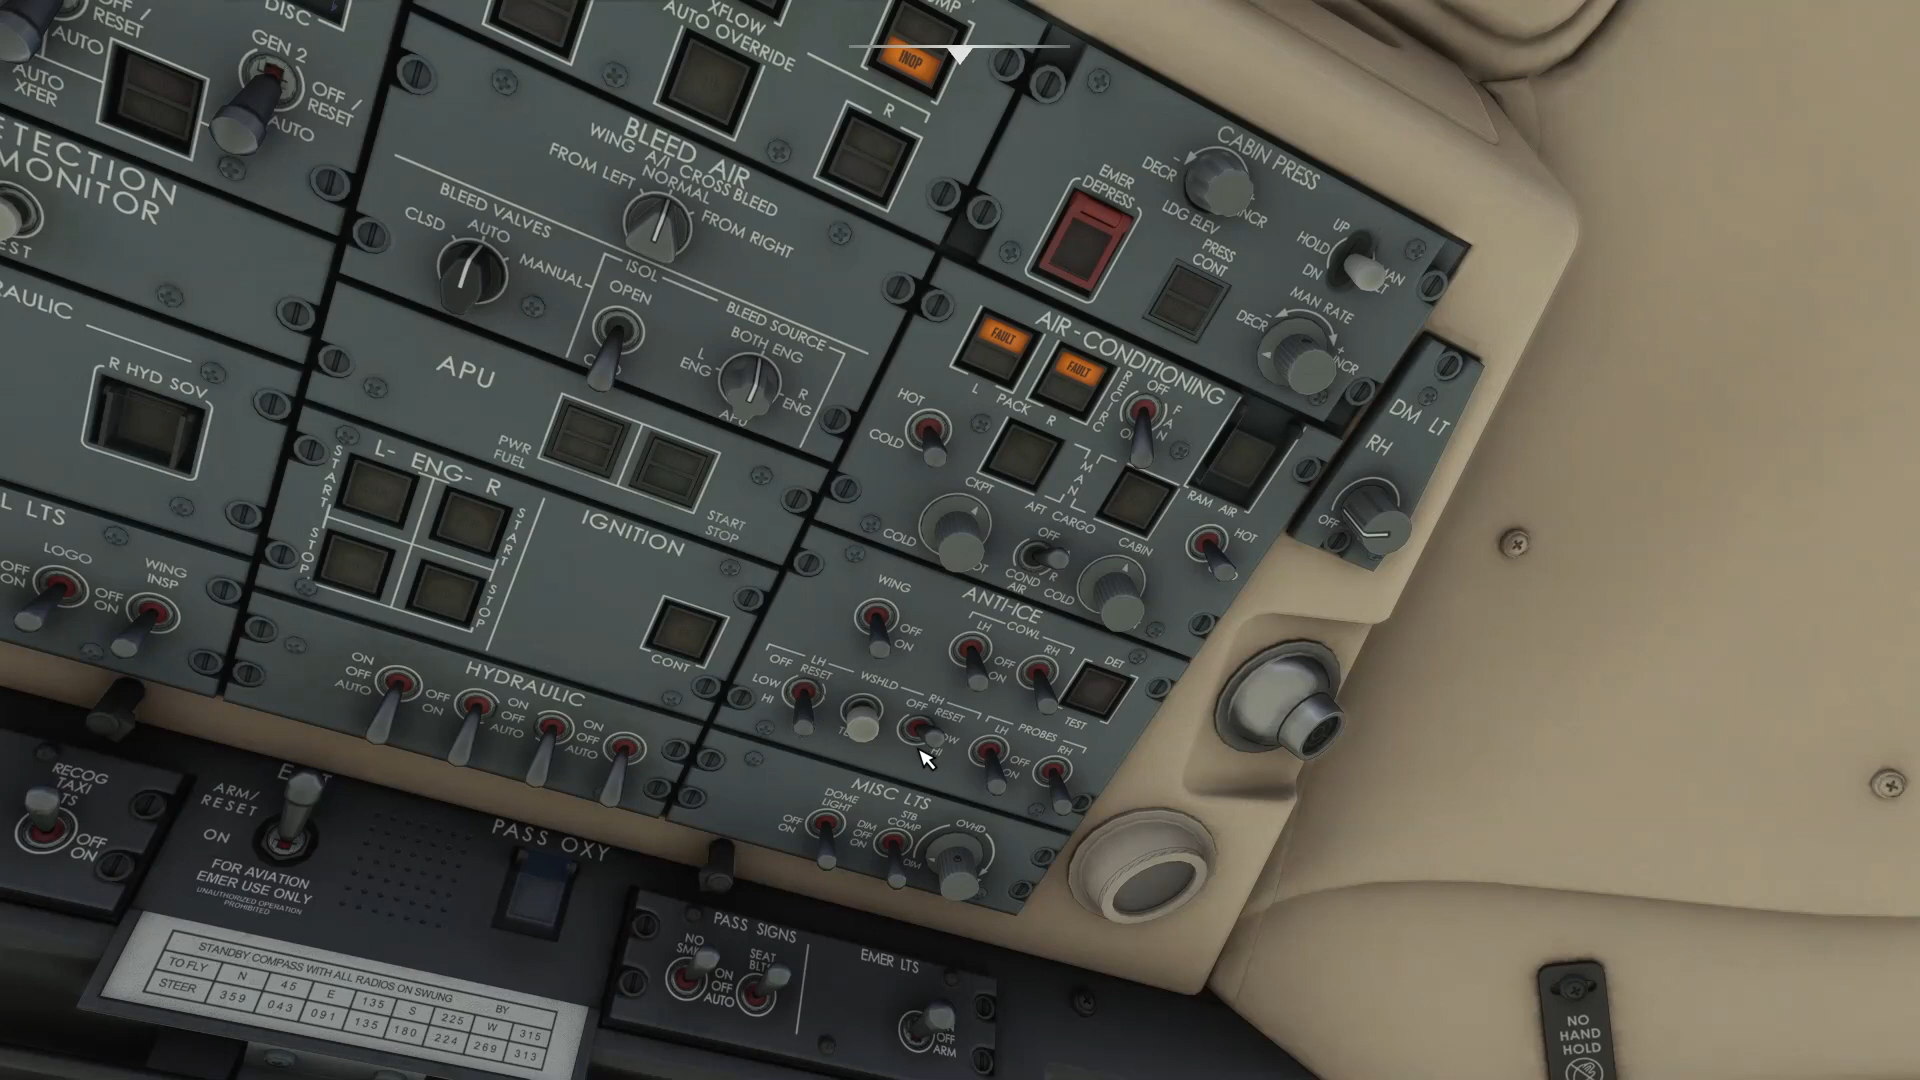 DISC
OFF /
RESET
AUTO
GEN 2
OFF /
RESET
AUTO
AUTO
XFER
MONITOR
XFLOW
AUTO OVERRIDE
INOP
R
BLEED AIR
WING A/I CROSS BLEED
FROM LEFT
NORMAL
FROM RIGHT
BLEED VALVES
CLSD
AUTO
MANUAL
ISOL
OPEN
BLEED SOURCE
BOTH ENG
L
ENG
R
ENG
CABIN PRESS
EMER
DEPRESS
DECR
LDG ELEV
INCR
PRESS
CONT
UP
HOLD
DN
MAN RATE
DECR
INCR
AIR-CONDITIONING
FAULT
FAULT
L
PACK
R
RECIRC
OFF
FAN
HOT
COLD
MANL
CKPT
AFT CARGO
RAM AIR
COLD
OFF
COND
AIR
CABIN
COLD
HOT
DM LT
RH
OFF
R HYD SOV
APU
PWR
FUEL
START
STOP
L- ENG- R
START
STOP
START
STOP
IGNITION
CONT
LOGO
OFF
ON
WING
INSP
OFF
ON
HYDRAULIC
ON
OFF
AUTO
OFF
ON
ON
OFF
AUTO
ON
OFF
AUTO
ANTI-ICE
WING
OFF
ON
LH
COWL
RH
OFF
ON
DET
TEST
LH
WSHLD
RH
OFF
RESET
LOW
HI
OFF
RESET
HI
LH
PROBES
RH
OFF
ON
MISC LTS
DOME
LIGHT
OFF
ON
STB
COMP
DIM
OFF
ON
OVHD
RECOG
TAXI
OFF
ON
ARM/
RESET
ON
FOR AVIATION
EMER USE ONLY
UNAUTHORIZED OPERATION
PROHIBITED
PASS OXY
STANDBY COMPASS WITH ALL RADIOS ON SWUNG BY
TO FLY N 45 E 135 S 225 W 315
STEER 359 043 091 135 180 224 269 313
PASS SIGNS
NO
ON
OFF
AUTO
SEAT
EMER LTS
OFF
ARM
NO
HAND
HOLD